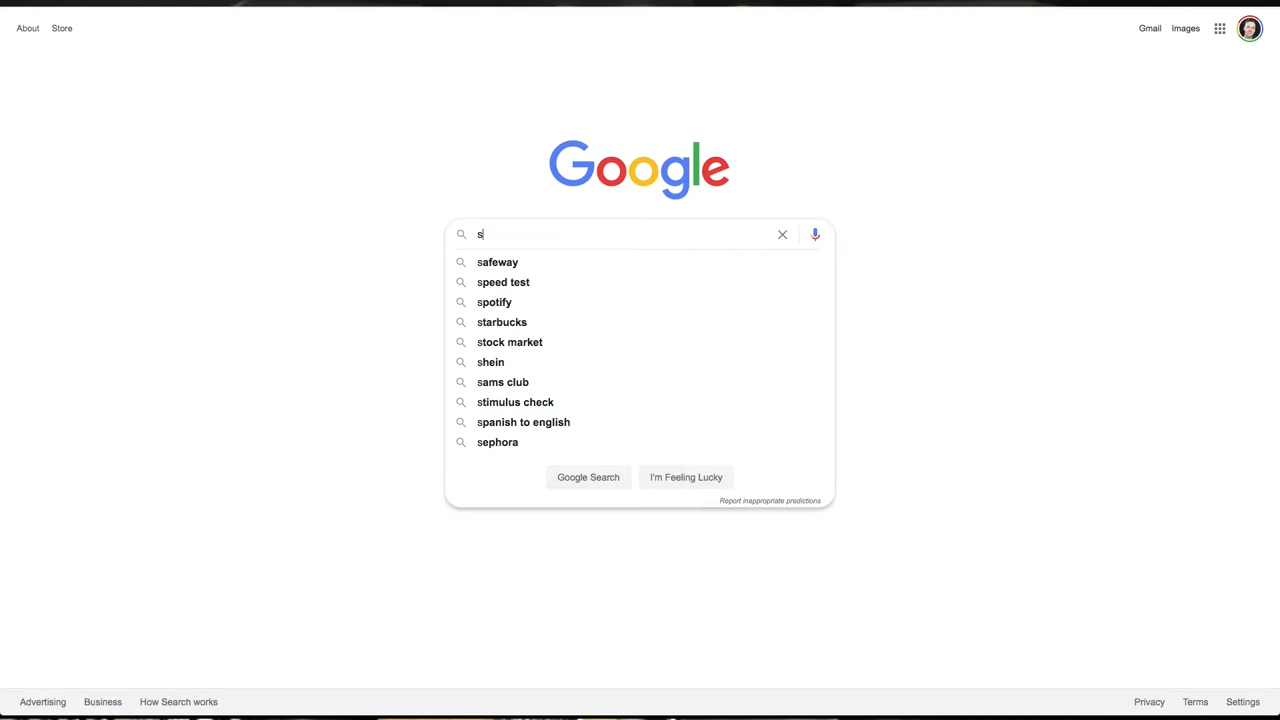 About Store
Gmail Images
Google
s
safeway
speed test
spotify
starbucks
stock market
shein
sams club
stimulus check
spanish to english
sephora
Google Search I'm Feeling Lucky
Report inappropriate predictions
Advertising Business How Search works
Privacy Terms Settings